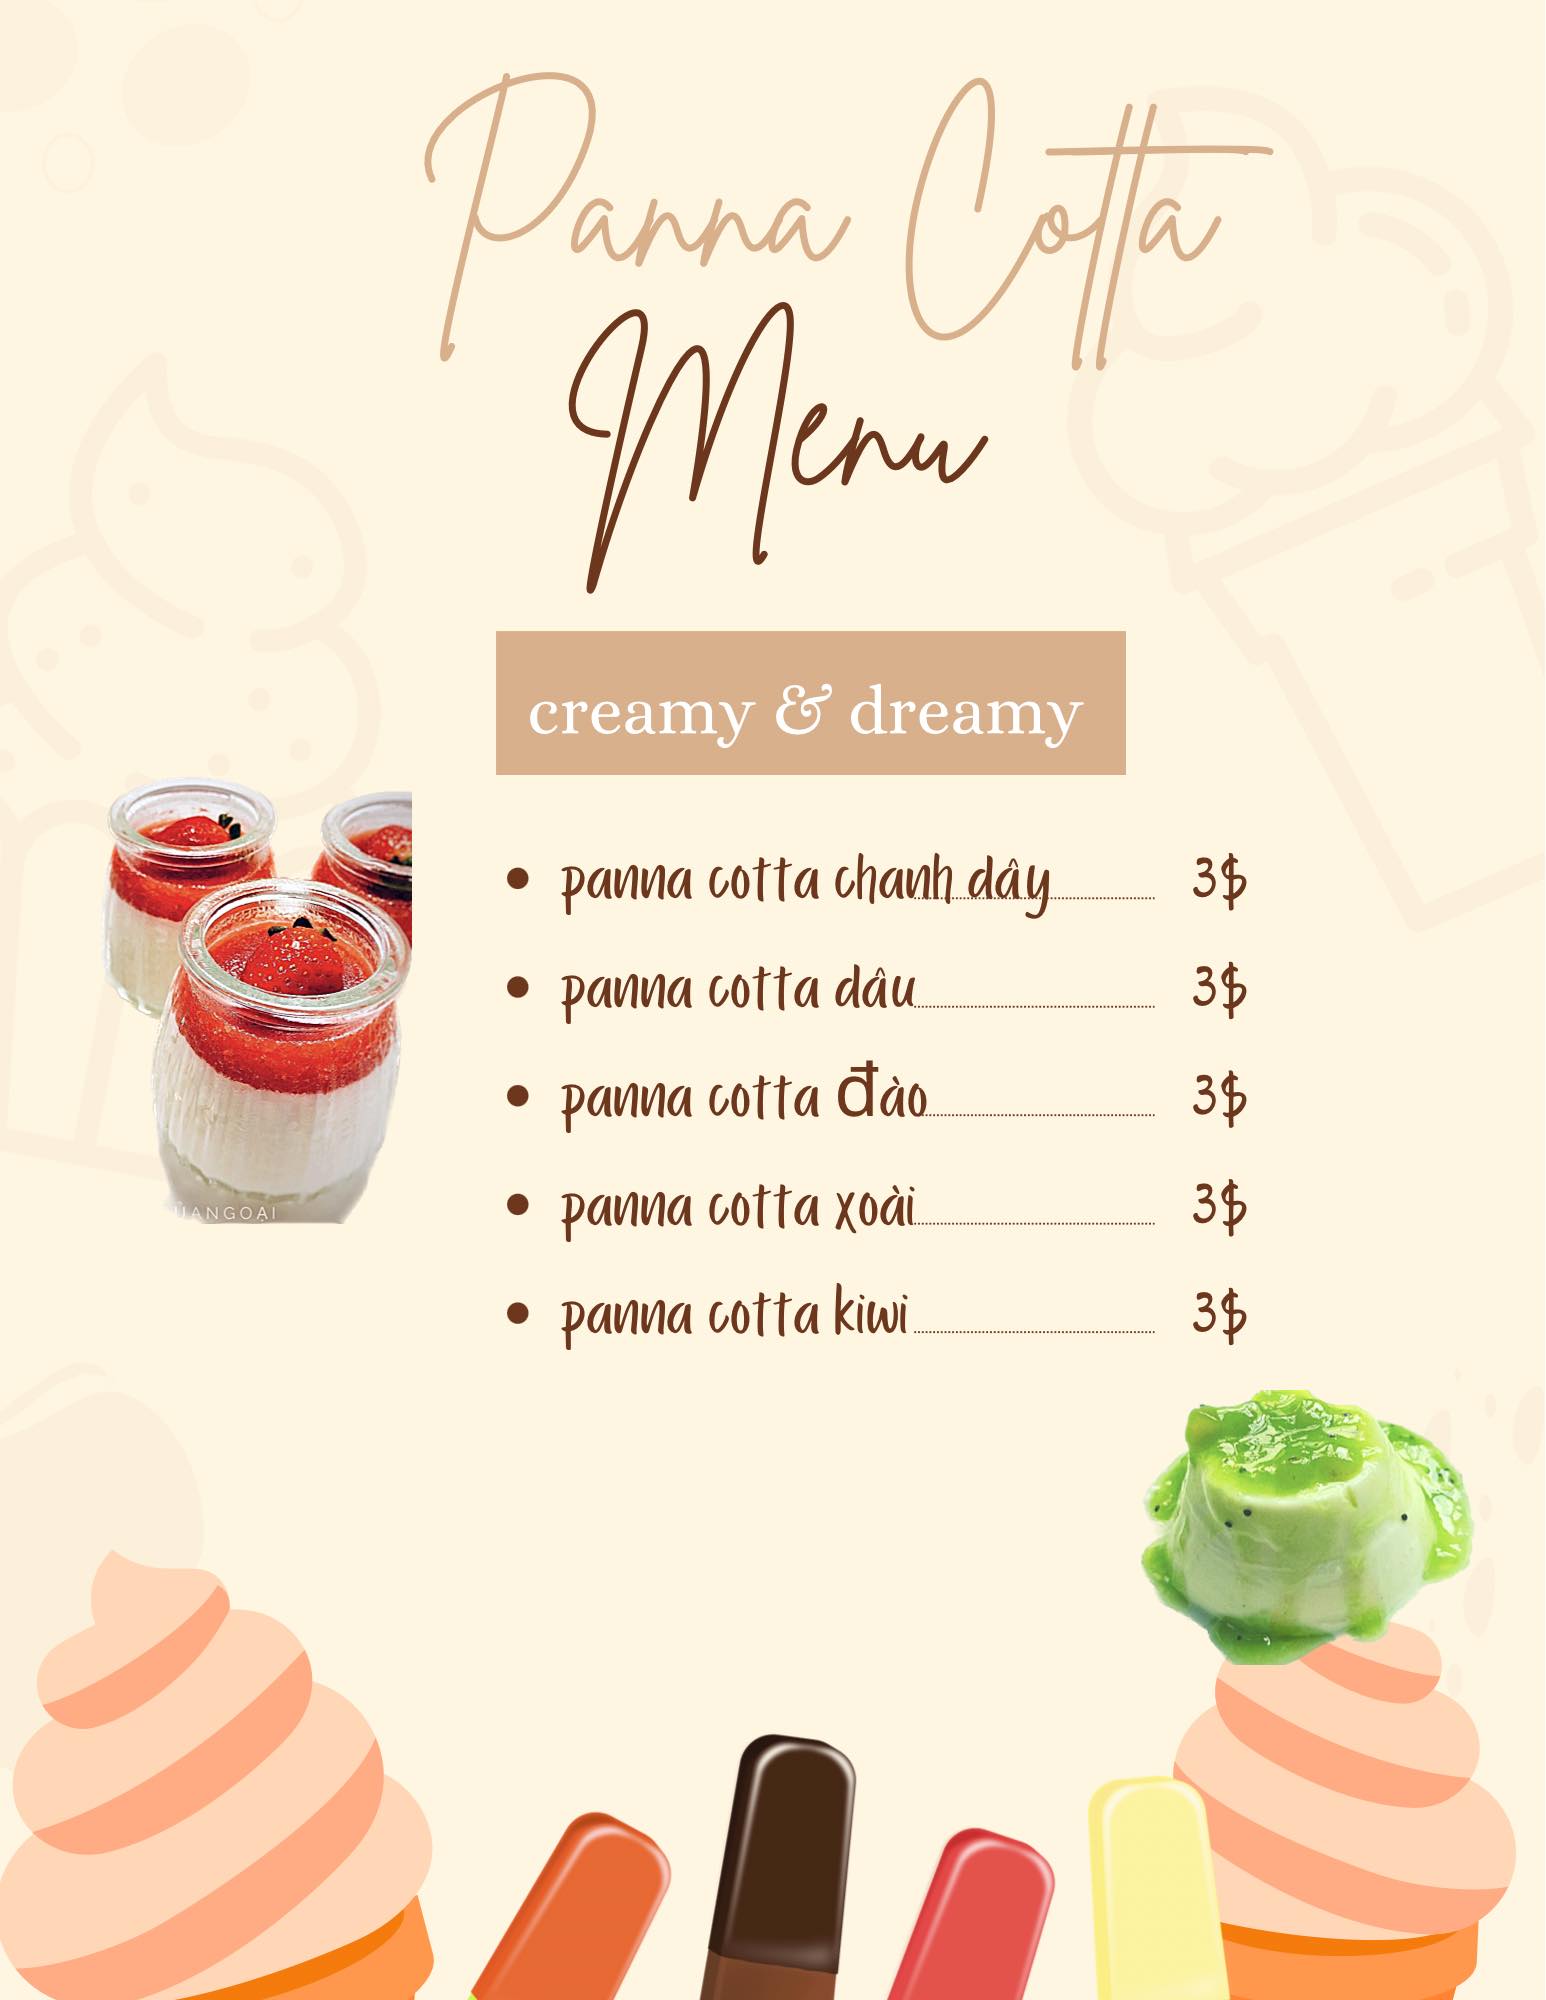 Panna Cotta
Menu
creamy & dreamy
panna cotta chanh dây 3$
panna cotta dâu 3$
panna cotta đào 3$
panna cotta xoài 3$
panna cotta kiwi 3$